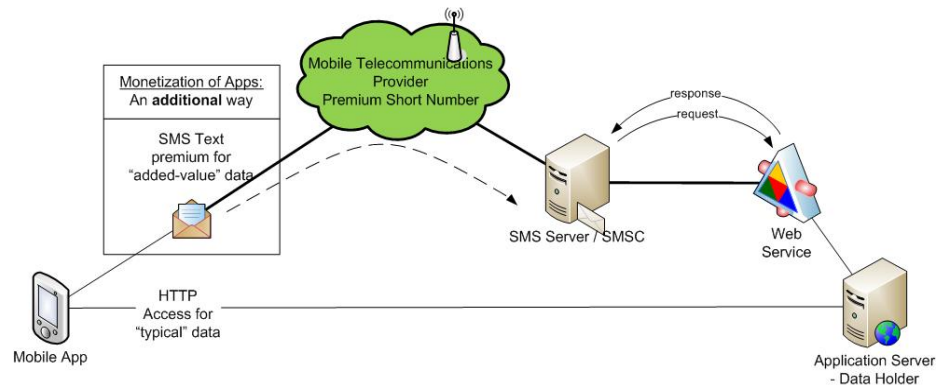 Mobile Telecommunications
Provider
Premium Short Number
Monetization of Apps:
An additional way
SMS Text
premium for
"added-value" data
response
request
SMS Server / SMSC
Web
Service
HTTP
Access for
"typical" data
Mobile App
Application Server
- Data Holder